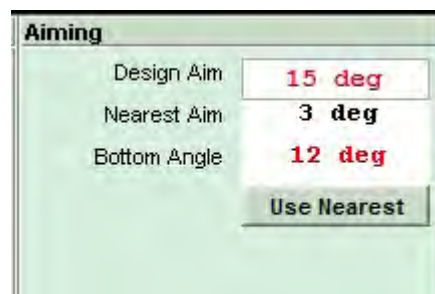 Aiming
Design Aim 15 deg
Nearest Aim 3 deg
Bottom Angle 12 deg
Use Nearest